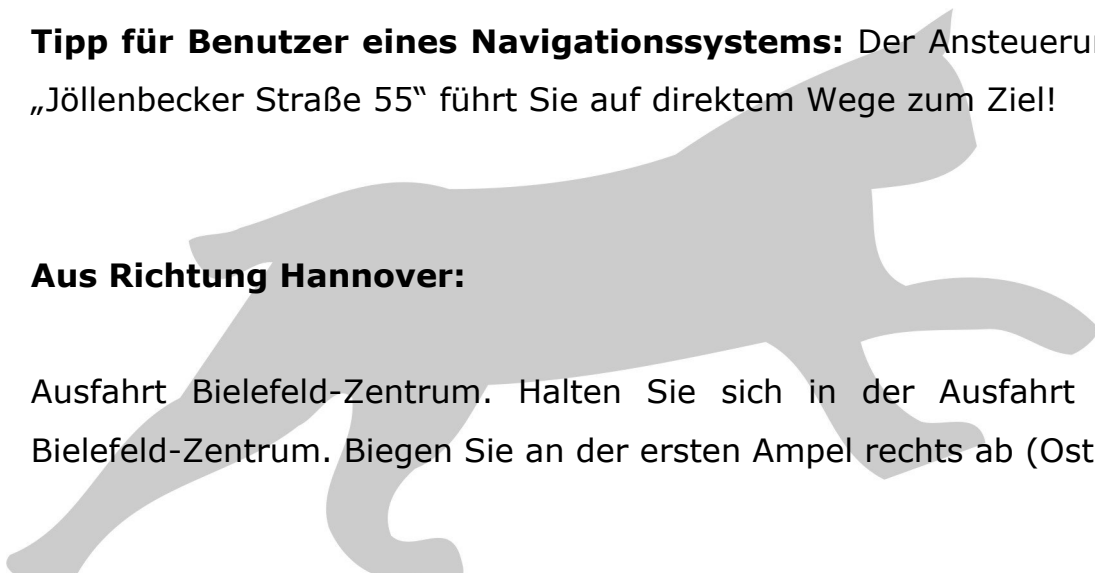 Tipp für Benutzer eines Navigationssystems: Der
„Jöllenbecker Straße 55“ führt Sie auf direktem Wege zum Ziel!
Aus Richtung Hannover:
Ausfahrt Bielefeld-Zentrum. Halten Sie sich in der Ausfahrt
Bielefeld-Zentrum. Biegen Sie an der ersten Ampel rechts ab (Ost